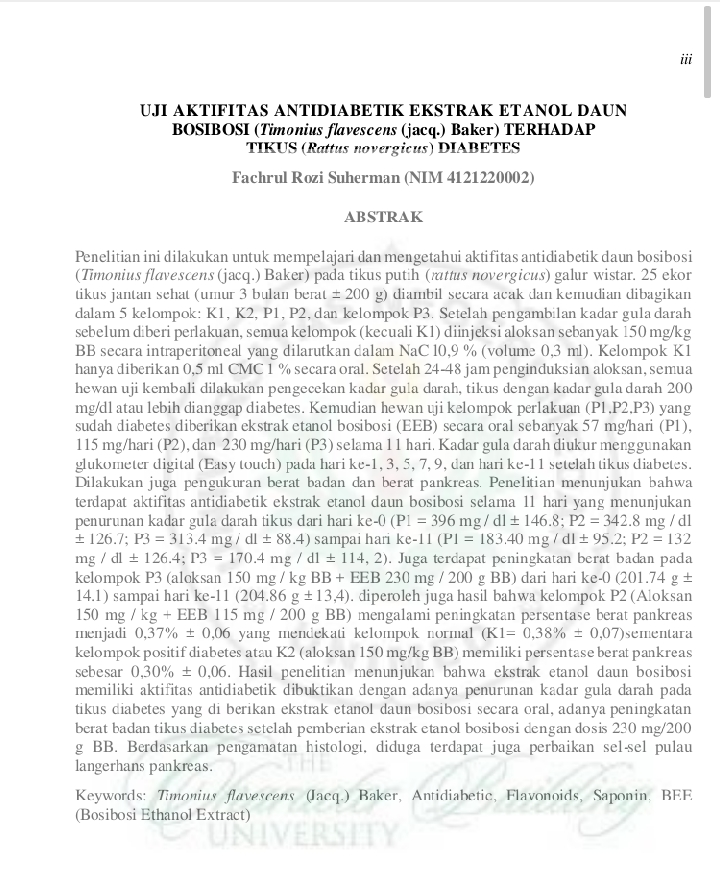 iii
UJI AKTIFITAS ANTIDIABETIK EKSTRAK ETANOL DAUN
BOSIBOSI (Timonius flavescens (jacq.) Baker) TERHADAP
TIKUS (Rattus novergicus) DIABETES
Fachrul Rozi Suherman (NIM 4121220002)
ABSTRAK
Penelitian ini dilakukan untuk mempelajari dan mengetahui aktifitas antidiabetik daun bosibosi
(Timonius flavescens (jacq.) Baker) pada tikus putih (rattus novergicus) galur wistar. 25 ekor
tikus jantan sehat (umur 3 bulan berat ± 200 g) diambil secara acak dan kemudian dibagikan
dalam 5 kelompok: K1, K2, P1, P2, dan kelompok P3. Setelah pengambilan kadar gula darah
sebelum diberi perlakuan, semua kelompok (kecuali K1) diinjeksi aloksan sebanyak 150 mg/kg
BB secara intraperitoneal yang dilarutkan dalam NaCl 0,9 % (volume 0,3 ml). Kelompok K1
hanya diberikan 0,5 ml CMC 1 % secara oral. Setelah 24-48 jam penginduksian aloksan, semua
hewan uji kembali dilakukan pengecekan kadar gula darah, tikus dengan kadar gula darah 200
mg/dl atau lebih dianggap diabetes. Kemudian hewan uji kelompok perlakuan (P1,P2,P3) yang
sudah diabetes diberikan ekstrak etanol bosibosi (EEB) secara oral sebanyak 57 mg/hari (P1),
115 mg/hari (P2), dan 230 mg/hari (P3) selama 11 hari. Kadar gula darah diukur menggunakan
glukometer digital (Easy touch) pada hari ke-1, 3, 5, 7, 9, dan hari ke-11 setelah tikus diabetes.
Dilakukan juga pengukuran berat badan dan berat pankreas. Penelitian menunjukan bahwa
terdapat aktifitas antidiabetik ekstrak etanol daun bosibosi selama 11 hari yang menunjukan
penurunan kadar gula darah tikus dari hari ke-0 (P1 = 396 mg / dl ± 146.8; P2 = 342.8 mg / dl
± 126.7; P3 = 313.4 mg / dl ± 88.4) sampai hari ke-11 (P1 = 183.40 mg / dl ± 95.2; P2 = 132
mg / dl ± 126.4; P3 = 170.4 mg / dl ± 114, 2). Juga terdapat peningkatan berat badan pada
kelompok P3 (aloksan 150 mg / kg BB + EEB 230 mg / 200 g BB) dari hari ke-0 (201.74 g ±
14.1) sampai hari ke-11 (204.86 g ± 13,4). diperoleh juga hasil bahwa kelompok P2 (Aloksan
150 mg / kg + EEB 115 mg / 200 g BB) mengalami peningkatan persentase berat pankreas
menjadi 0,37% ± 0,06 yang mendekati kelompok normal (K1= 0,38% ± 0,07)sementara
kelompok positif diabetes atau K2 (aloksan 150 mg/kg BB) memiliki persentase berat pankreas
sebesar 0,30% ± 0,06. Hasil penelitian menunjukan bahwa ekstrak etanol daun bosibosi
memiliki aktifitas antidiabetik dibuktikan dengan adanya penurunan kadar gula darah pada
tikus diabetes yang di berikan ekstrak etanol daun bosibosi secara oral, adanya peningkatan
berat badan tikus diabetes setelah pemberian ekstrak etanol bosibosi dengan dosis 230 mg/200
g BB. Berdasarkan pengamatan histologi, diduga terdapat juga perbaikan sel-sel pulau
langerhans pankreas.
THE
Keywords: Timonius flavescens (Jacq.) Baker, Antidiabetic, Flavonoids, Saponin, BEE
(Bosibosi Ethanol Extract)
UNIVERSITY